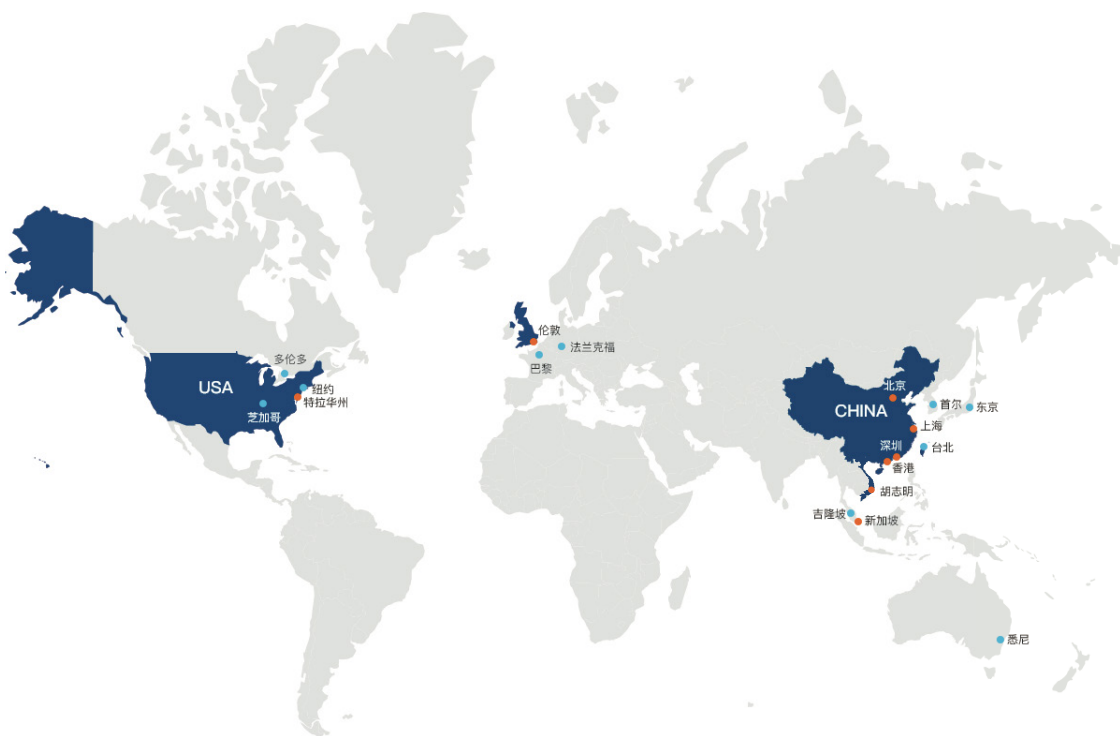 多伦多
USA
纽约
特拉华州
芝加哥
伦敦
法兰克福
巴黎
北京
首尔
东京
CHINA
上海
深圳
台北
香港
胡志明
吉隆坡
新加坡
悉尼